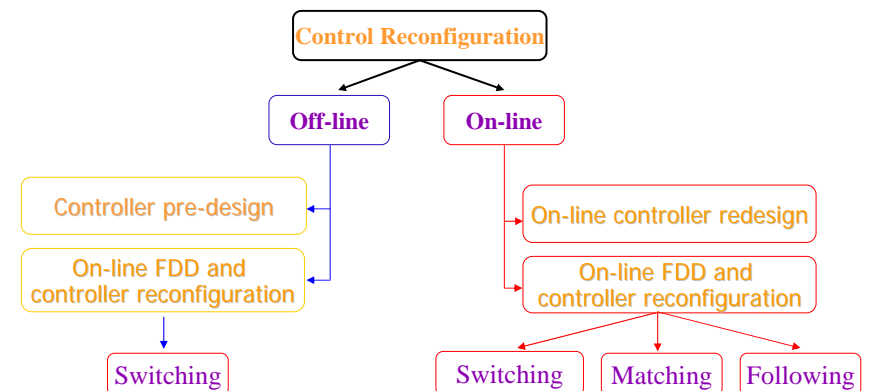 Control Reconfiguration
Off-line
On-line
Controller pre-design
On-line controller redesign
On-line FDD and
controller reconfiguration
On-line FDD and
controller reconfiguration
Switching
Switching
Matching
Following